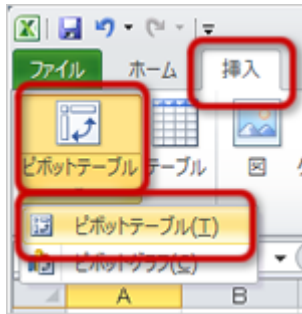 ファイル ホーム 挿入
ピボットテーブル テーブル 図
ピボットテーブル(T)
ピボットグラフ(C)
A B